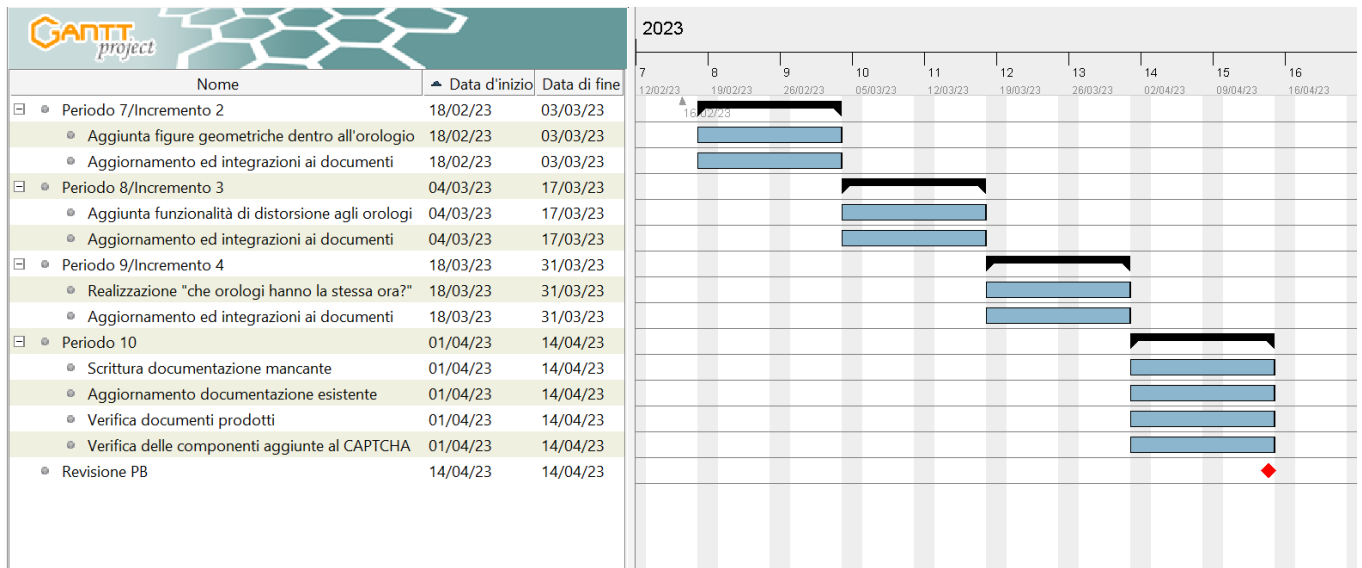 GANTT
project
2023
Nome Data d'inizio Data di fine
7 8 9 10 11 12 13 14 15 16
12/02/23 19/02/23 26/02/23 05/03/23 12/03/23 19/03/23 26/03/23 02/04/23 09/04/23 16/04/23
16/02/23
Periodo 7/Incremento 2 18/02/23 03/03/23
Aggiunta figure geometriche dentro all'orologio 18/02/23 03/03/23
Aggiornamento ed integrazioni ai documenti 18/02/23 03/03/23
Periodo 8/Incremento 3 04/03/23 17/03/23
Aggiunta funzionalità di distorsione agli orologi 04/03/23 17/03/23
Aggiornamento ed integrazioni ai documenti 04/03/23 17/03/23
Periodo 9/Incremento 4 18/03/23 31/03/23
Realizzazione "che orologi hanno la stessa ora?" 18/03/23 31/03/23
Aggiornamento ed integrazioni ai documenti 18/03/23 31/03/23
Periodo 10 01/04/23 14/04/23
Scrittura documentazione mancante 01/04/23 14/04/23
Aggiornamento documentazione esistente 01/04/23 14/04/23
Verifica documenti prodotti 01/04/23 14/04/23
Verifica delle componenti aggiunte al CAPTCHA 01/04/23 14/04/23
Revisione PB 14/04/23 14/04/23